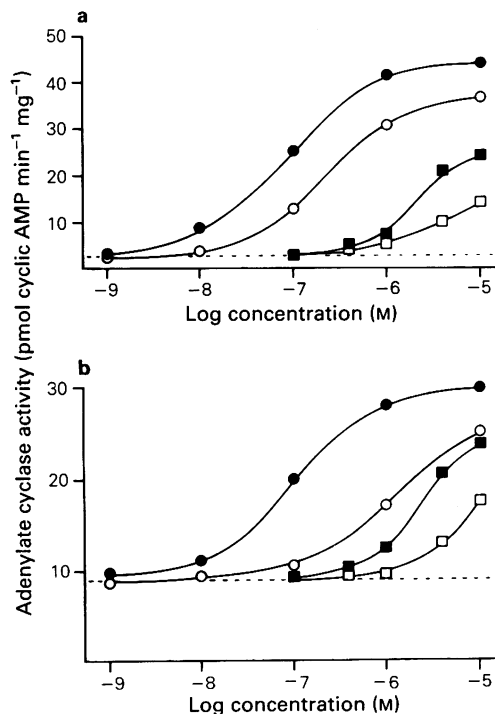 Adenylate cyclase activity (pmol cyclic AMP min⁻¹ mg⁻¹)
a
50
40
30
20
10
−9 −8 −7 −6 −5
Log concentration (M)
b
30
20
10
−9 −8 −7 −6 −5
Log concentration (M)